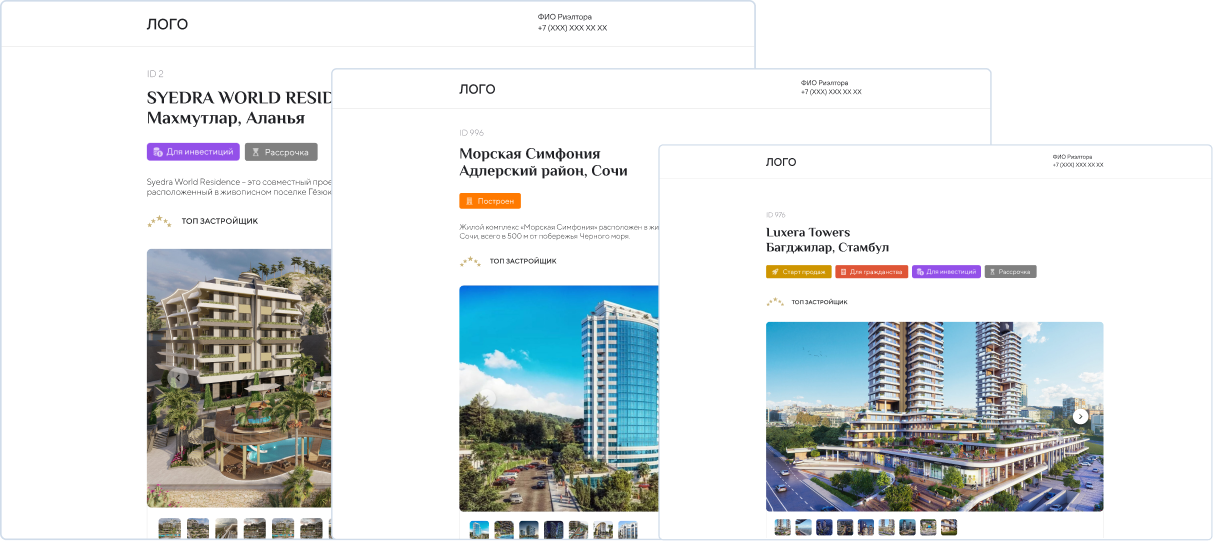 ЛОГО
ФИО Риэлтора
+7 (XXX) XXX XX XX
ID 2
SYEDRA WORLD RESID
Махмутлар, Аланья
Для инвестиций
Рассрочка
Syedra World Residence – это совместный прое
расположенный в живописном поселке Гёзюк
ТОП ЗАСТРОЙЩИК
ЛОГО
ФИО Риэлтора
+7 (XXX) XXX XX XX
ID 996
Морская Симфония
Адлерский район, Сочи
Построен
Жилой комплекс «Морская Симфония» расположен в жи
Сочи, всего в 500 м от побережья Черного моря.
ТОП ЗАСТРОЙЩИК
ЛОГО
ФИО Риэлтора
+7 (XXX) XXX XX XX
ID 976
Luxera Towers
Багджилар, Стамбул
Старт продаж
Для гражданства
Для инвестиций
Рассрочка
ТОП ЗАСТРОЙЩИК